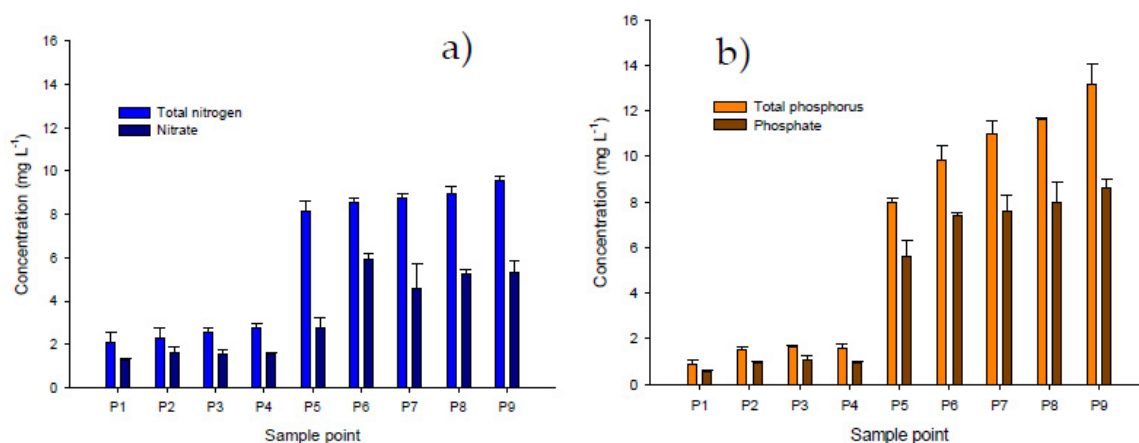 a)
16
14
12
10
8
6
4
2
0
Concentration (mg L⁻¹)
Total nitrogen
Nitrate
P1 P2 P3 P4 P5 P6 P7 P8 P9
Sample point
b)
16
14
12
10
8
6
4
2
0
Concentration (mg L⁻¹)
Total phosphorus
Phosphate
P1 P2 P3 P4 P5 P6 P7 P8 P9
Sample point